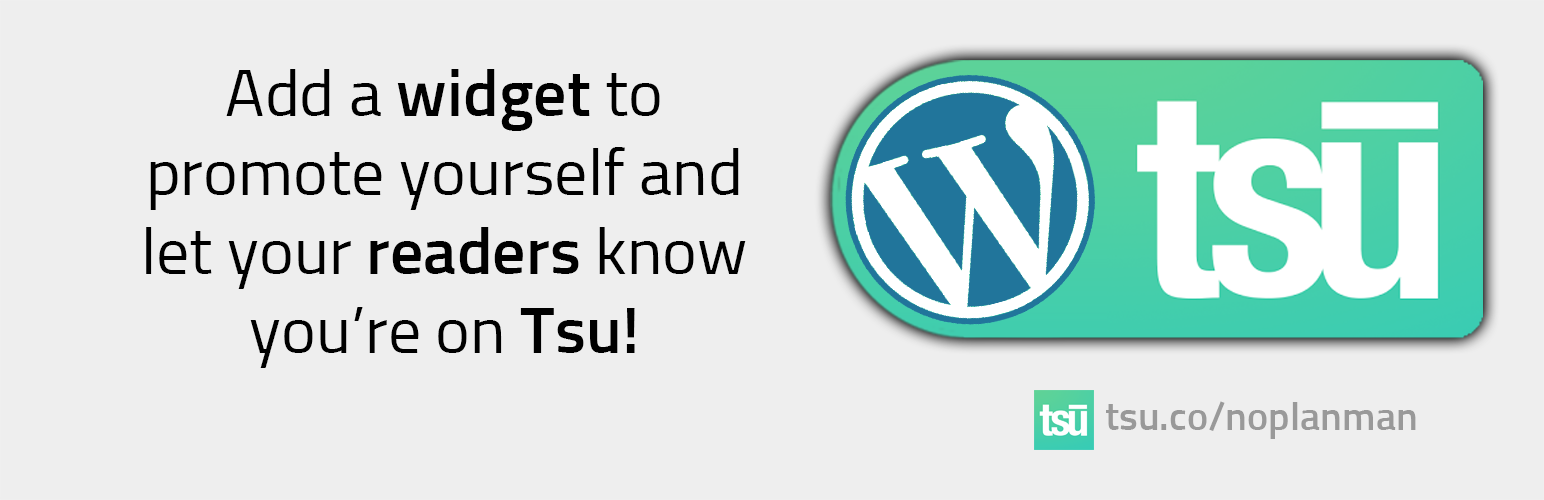 Add a widget to
promote yourself and
let your readers know
you’re on Tsu!
W tsū
tsū tsu.co/noplanman